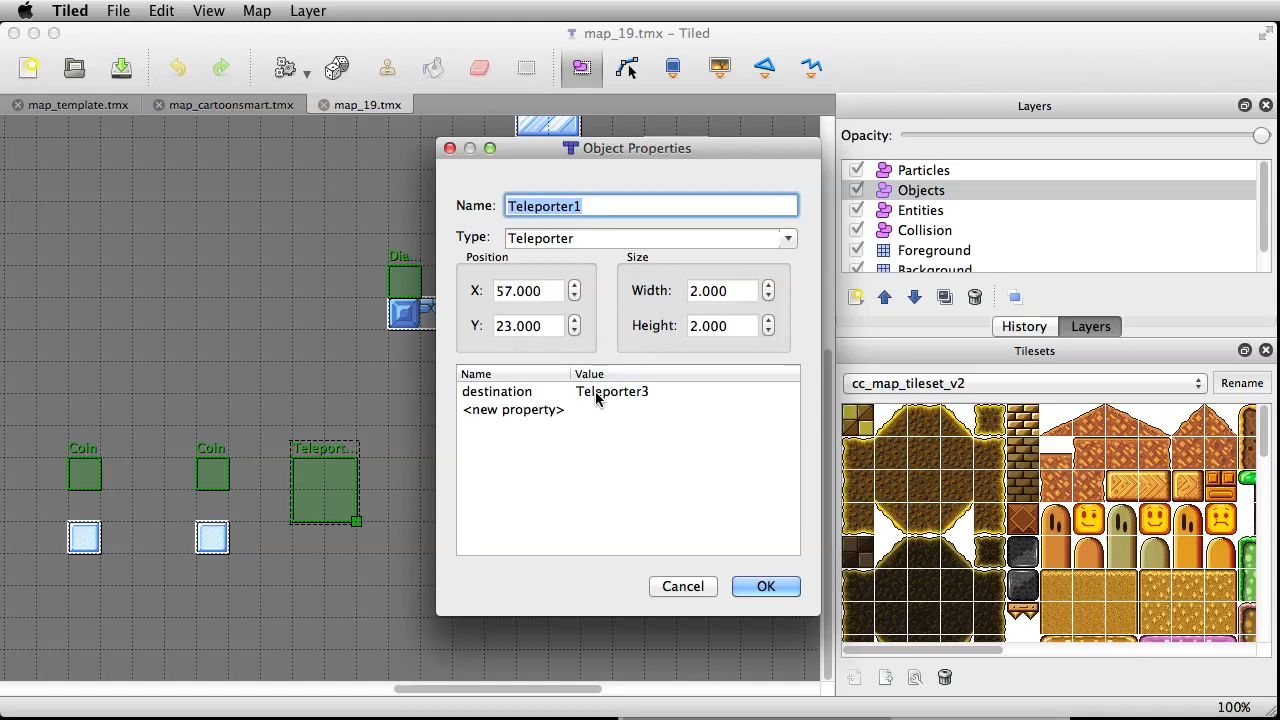 Tiled File Edit View Map Layer
map_19.tmx - Tiled
map_template.tmx map_cartoonsmart.tmx map_19.tmx
Layers
Opacity:
Particles
Objects
Entities
Collision
Foreground
Background
History Layers
Tilesets
cc_map_tileset_v2 Rename
Object Properties
Name: Teleporter1
Type: Teleporter
Position Size
X: 57.000 Width: 2.000
Y: 23.000 Height: 2.000
Name Value
destination Teleporter3
<new property>
Cancel OK
Dia...
Coin Coin Teleport...
100%